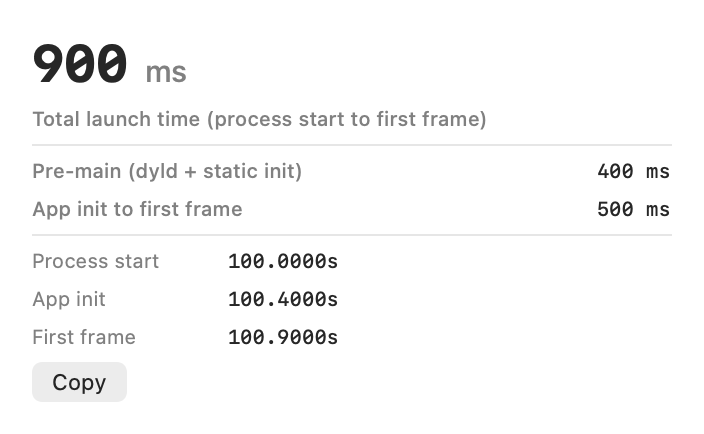 900 ms
Total launch time (process start to first frame)
Pre-main (dyld + static init) 400 ms
App init to first frame 500 ms
Process start 100.0000s
App init 100.4000s
First frame 100.9000s
Copy